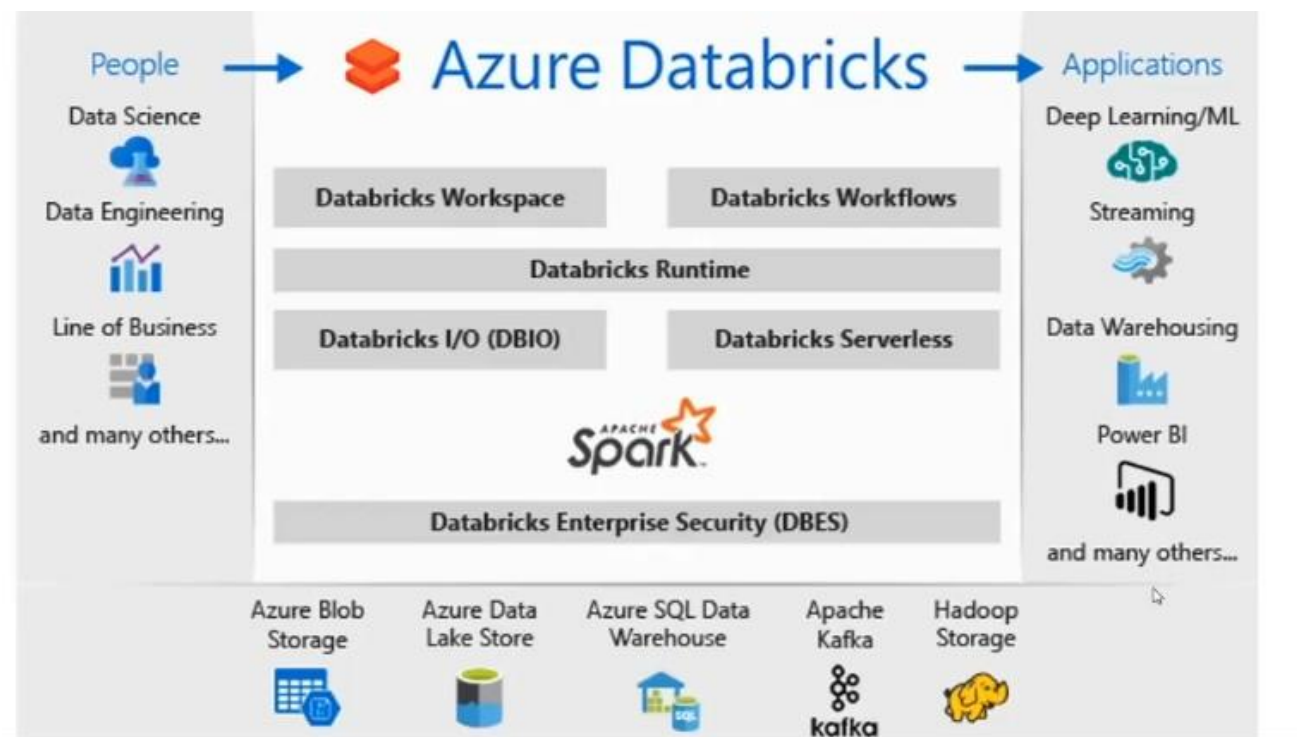 People
Azure Databricks
Applications
Data Science
Data Engineering
Line of Business
and many others...
Databricks Workspace
Databricks Workflows
Databricks Runtime
Databricks I/O (DBIO)
Databricks Serverless
APACHE
Spark
Databricks Enterprise Security (DBES)
Deep Learning/ML
Streaming
Data Warehousing
Power BI
and many others...
Azure Blob
Storage
Azure Data
Lake Store
Azure SQL Data
Warehouse
SQL
Apache
Kafka
kafka
Hadoop
Storage